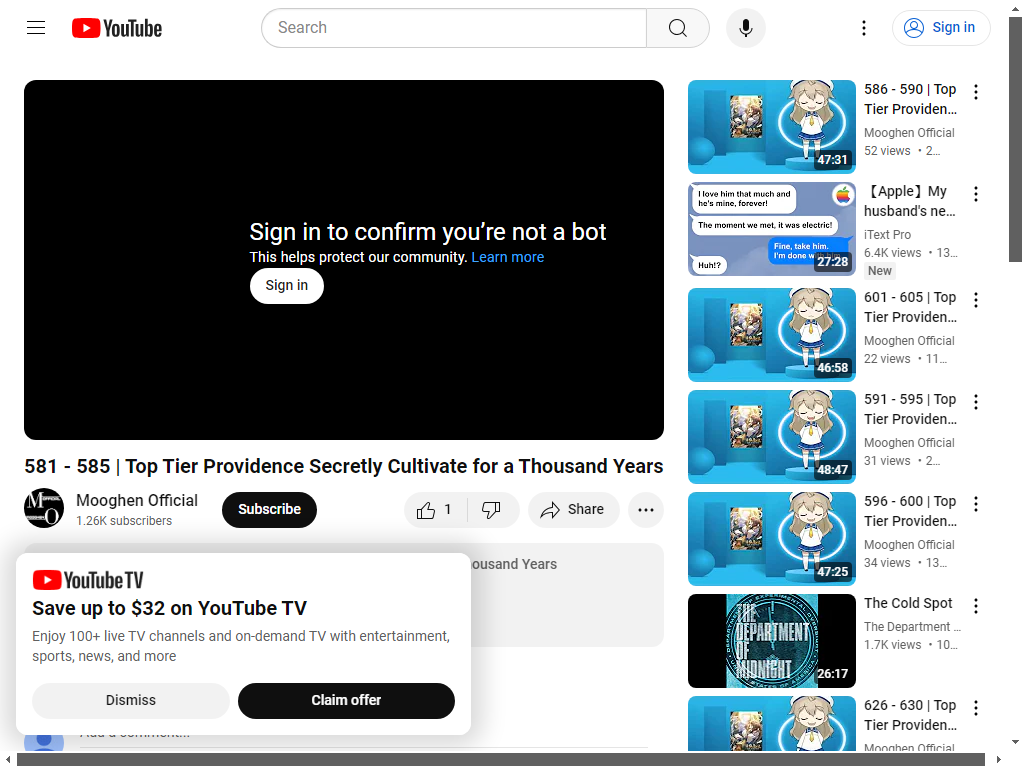 YouTube
Search
Sign in
Sign in to confirm you're not a bot
This helps protect our community. Learn more
Sign in
581 - 585 | Top Tier Providence Secretly Cultivate for a Thousand Years
Mooghen Official
1.26K subscribers
Subscribe
1
Share
ousand Years
YouTube TV
Save up to $32 on YouTube TV
Enjoy 100+ live TV channels and on-demand TV with entertainment,
sports, news, and more
Dismiss
Claim offer
Add a comment...
47:31
586 - 590 | Top
Tier Providen...
Mooghen Official
52 views • 2...
I love him that much and
he's mine, forever!
The moment we met, it was electric!
Fine, take him.
I'm done with him
Huh!?
27:28
【Apple】My
husband's ne...
iText Pro
6.4K views • 13...
New
46:58
601 - 605 | Top
Tier Providen...
Mooghen Official
22 views • 11...
48:47
591 - 595 | Top
Tier Providen...
Mooghen Official
31 views • 2...
47:25
596 - 600 | Top
Tier Providen...
Mooghen Official
34 views • 13...
THE
DEPARTMENT
OF
MIDNIGHT
26:17
The Cold Spot
The Department ...
1.7K views • 10...
626 - 630 | Top
Tier Providen...
Mooghen Official